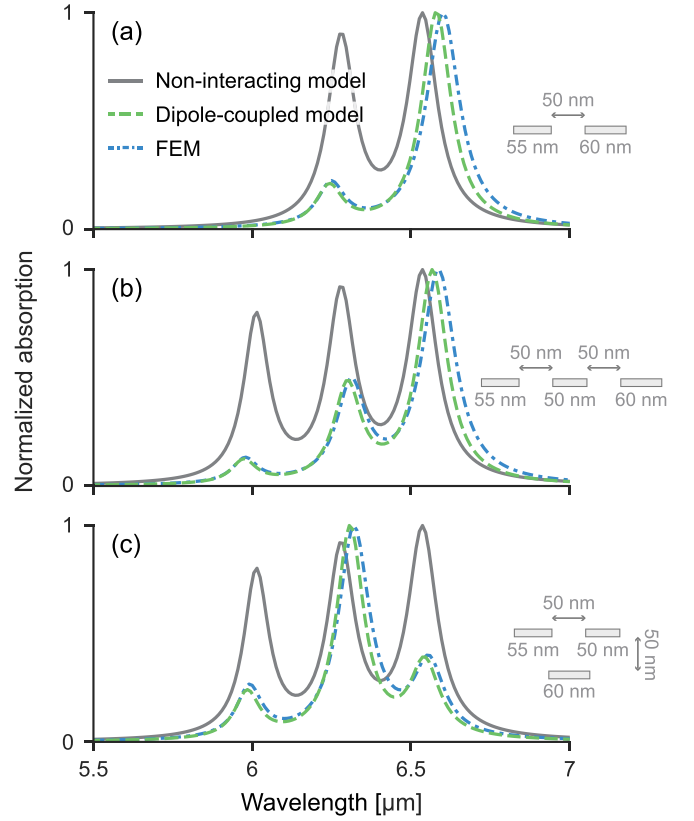 1
(a)
Non-interacting model
Dipole-coupled model
FEM
0
50 nm
55 nm 60 nm
Normalized absorption
1
(b)
0
50 nm 50 nm
55 nm 50 nm 60 nm
1
(c)
0
50 nm
55 nm 50 nm
50 nm
60 nm
5.5 6 6.5 7
Wavelength [µm]